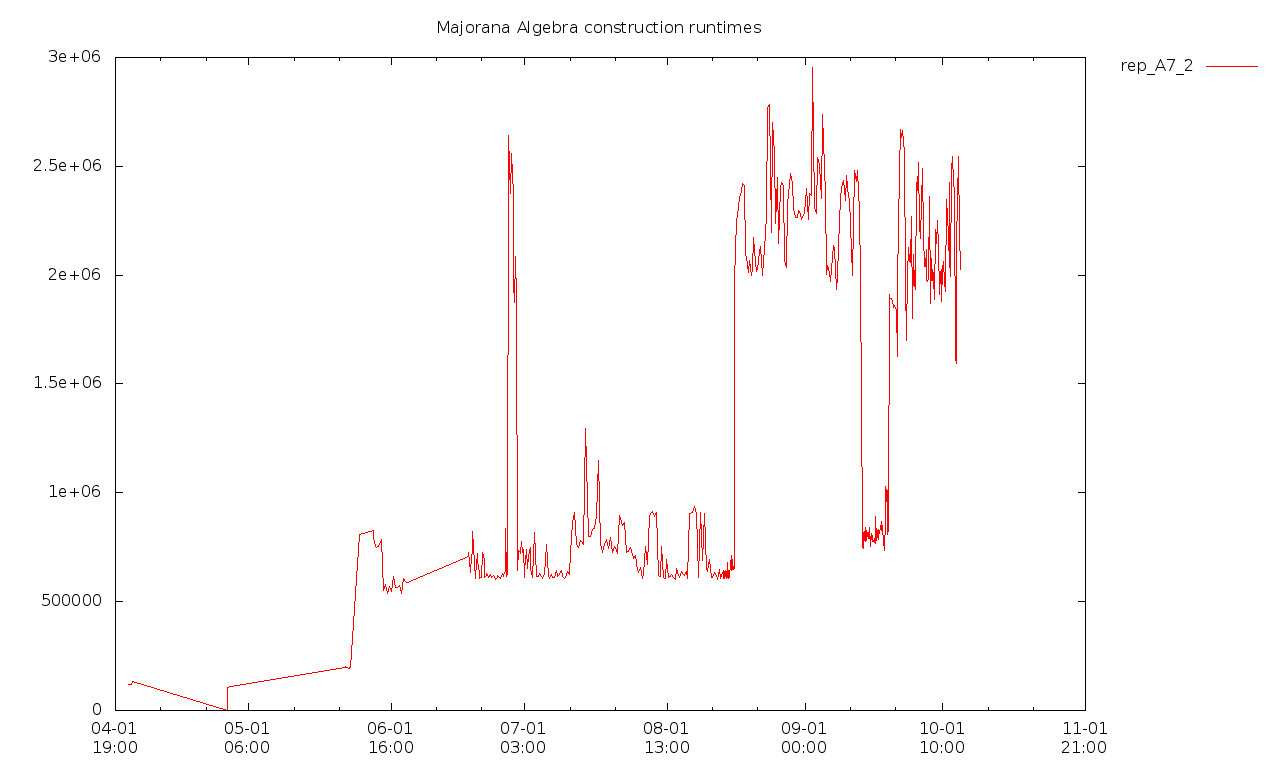 Majorana Algebra construction runtimes
rep_A7_2
3e+06
2.5e+06
2e+06
1.5e+06
1e+06
500000
0
04-01 05-01 06-01 07-01 08-01 09-01 10-01 11-01
19:00 06:00 16:00 03:00 13:00 00:00 10:00 21:00